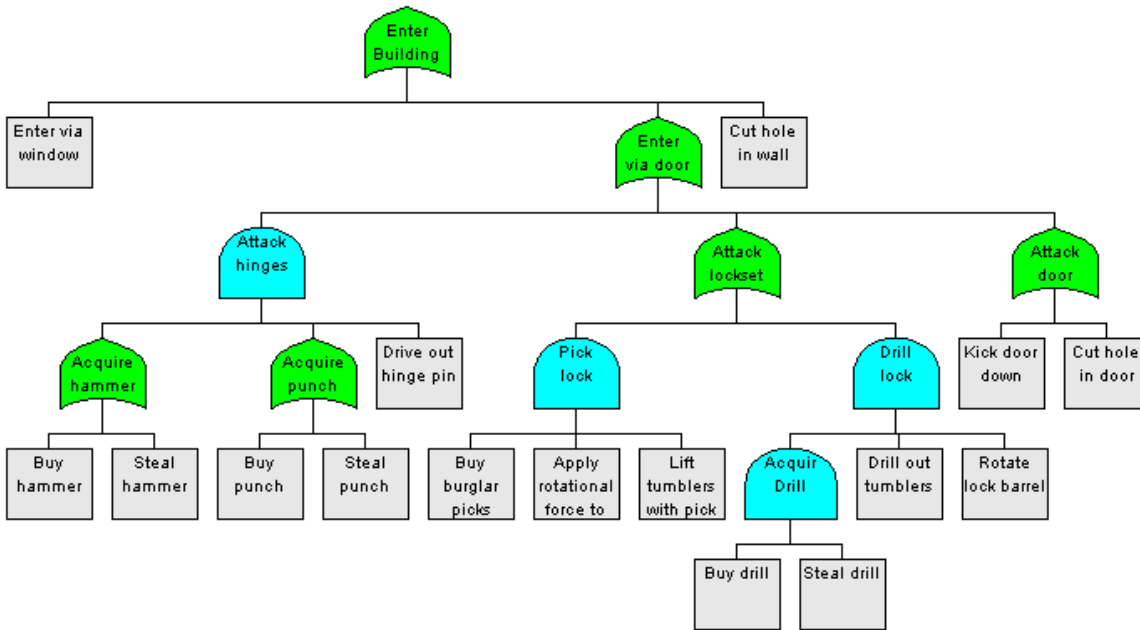 Enter
Building
Enter via
window
Enter
via door
Cut hole
in wall
Attack
hinges
Attack
lockset
Attack
door
Acquire
hammer
Acquire
punch
Drive out
hinge pin
Pick
lock
Drill
lock
Kick door
down
Cut hole
in door
Buy
hammer
Steal
hammer
Buy
punch
Steal
punch
Buy
burglar
picks
Apply
rotational
force to
Lift
tumblers
with pick
Acquir
Drill
Drill out
tumblers
Rotate
lock barrel
Buy drill
Steal drill